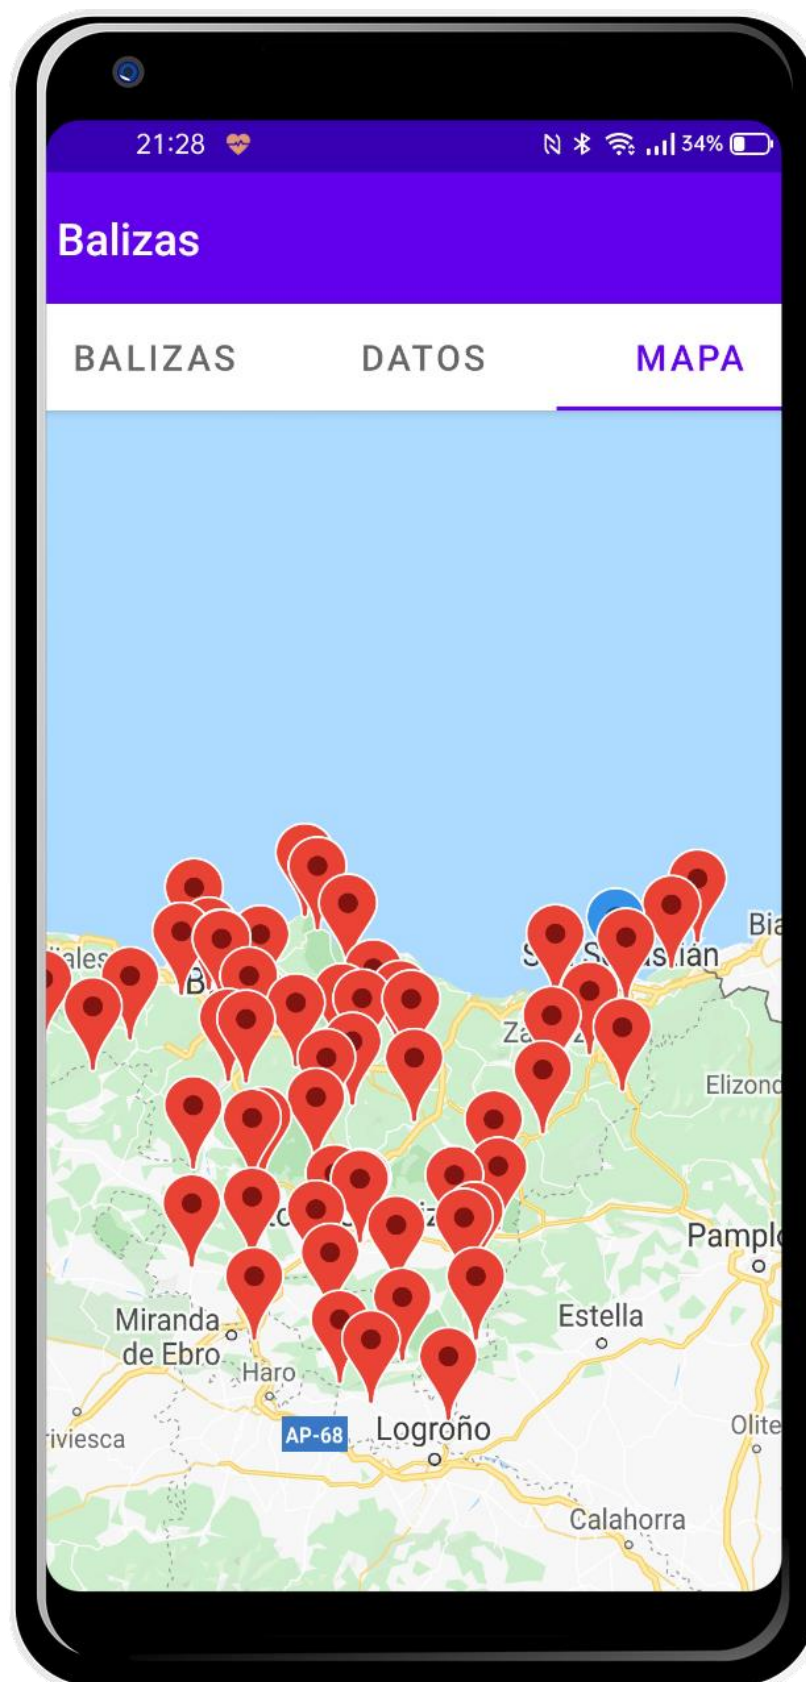 21:28
34%
Balizas
BALIZAS
DATOS
MAPA
Elizond
Pampl
Miranda
de Ebro
Estella
Haro
AP-68
Logroño
Olite
riviesca
Calahorra